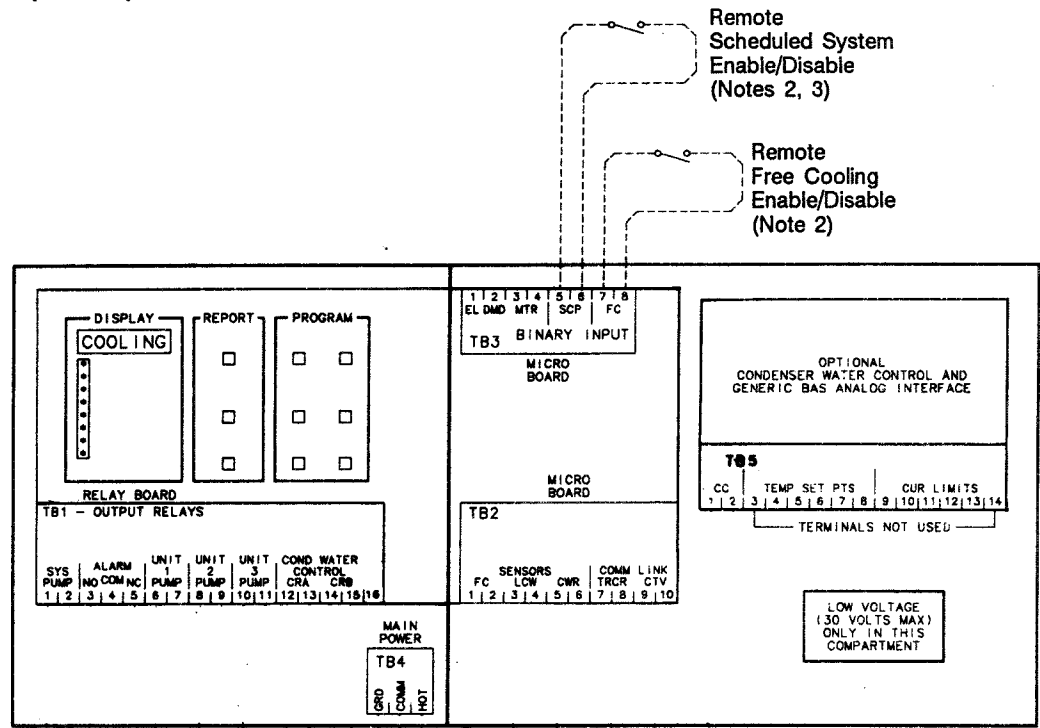 Remote
Scheduled System
Enable/Disable
(Notes 2, 3)
Remote
Free Cooling
Enable/Disable
(Note 2)
1 2 3 4 5 6 7 8
EL DMD MTR SCP FC
TB3 BINARY INPUT
MICRO
BOARD
DISPLAY REPORT PROGRAM
COOLING
OPTIONAL
CONDENSER WATER CONTROL AND
GENERIC BAS ANALOG INTERFACE
TB5
CC TEMP SET PTS CUR LIMITS
1 2 3 4 5 6 7 8 9 10 11 12 13 14
TERMINALS NOT USED
RELAY BOARD
TB1 - OUTPUT RELAYS
SYS
PUMP
ALARM
NO COM NC
UNIT
1
PUMP
UNIT
2
PUMP
UNIT
3
PUMP
COND WATER
CONTROL
CRA CRB
1 2 3 4 5 6 7 8 9 10 11 12 13 14 15 16
MICRO
BOARD
TB2
SENSORS
FC LCW CWR
COMM LINK
TRCR CTV
1 2 3 4 5 6 7 8 9 10
MAIN
POWER
TB4
GRD
COMM
HOT
LOW VOLTAGE
(30 VOLTS MAX)
ONLY IN THIS
COMPARTMENT